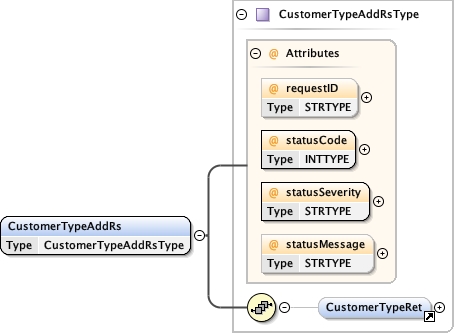 CustomerTypeAddRsType
@ Attributes
@ requestID
Type STRTYPE
@ statusCode
Type INTTYPE
@ statusSeverity
Type STRTYPE
@ statusMessage
Type STRTYPE
CustomerTypeAddRs
Type CustomerTypeAddRsType
CustomerTypeRet